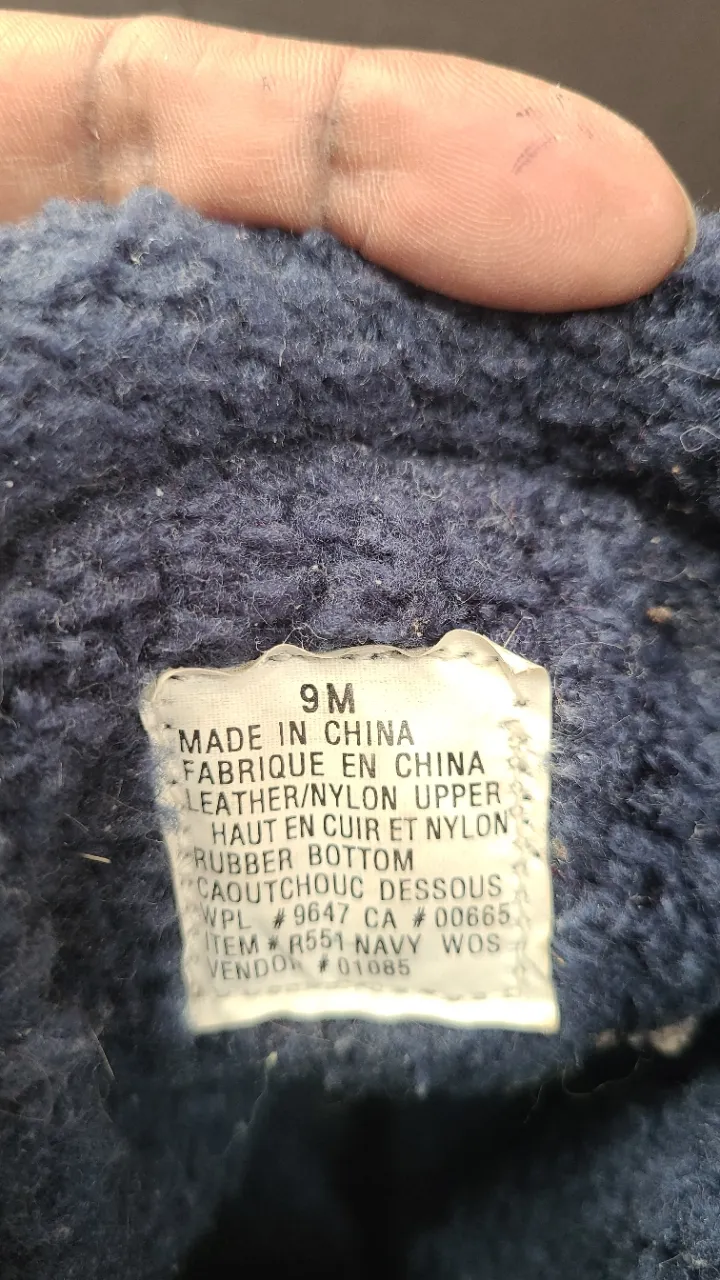 9M
MADE IN CHINA
FABRIQUE EN CHINA
LEATHER/NYLON UPPER
HAUT EN CUIR ET NYLON
RUBBER BOTTOM
CAOUTCHOUC DESSOUS
WPL #9647 CA #00665
ITEM # R551 NAVY WOS
VENDOR #01085